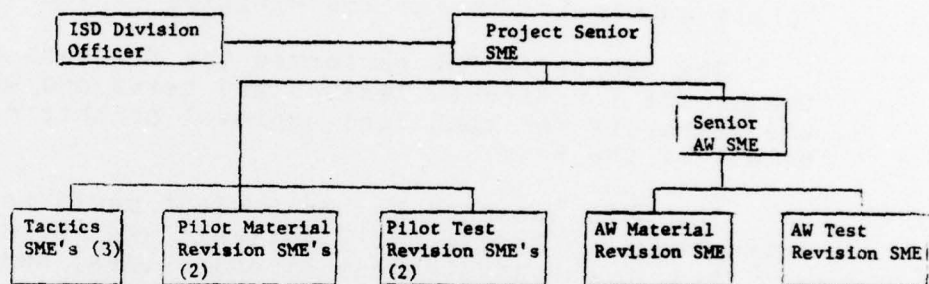 ISD Division
Officer
Project Senior
SME
Senior
AW SME
Tactics
SME's (3)
Pilot Material
Revision SME's
(2)
Pilot Test
Revision SME's
(2)
AW Material
Revision SME
AW Test
Revision SME